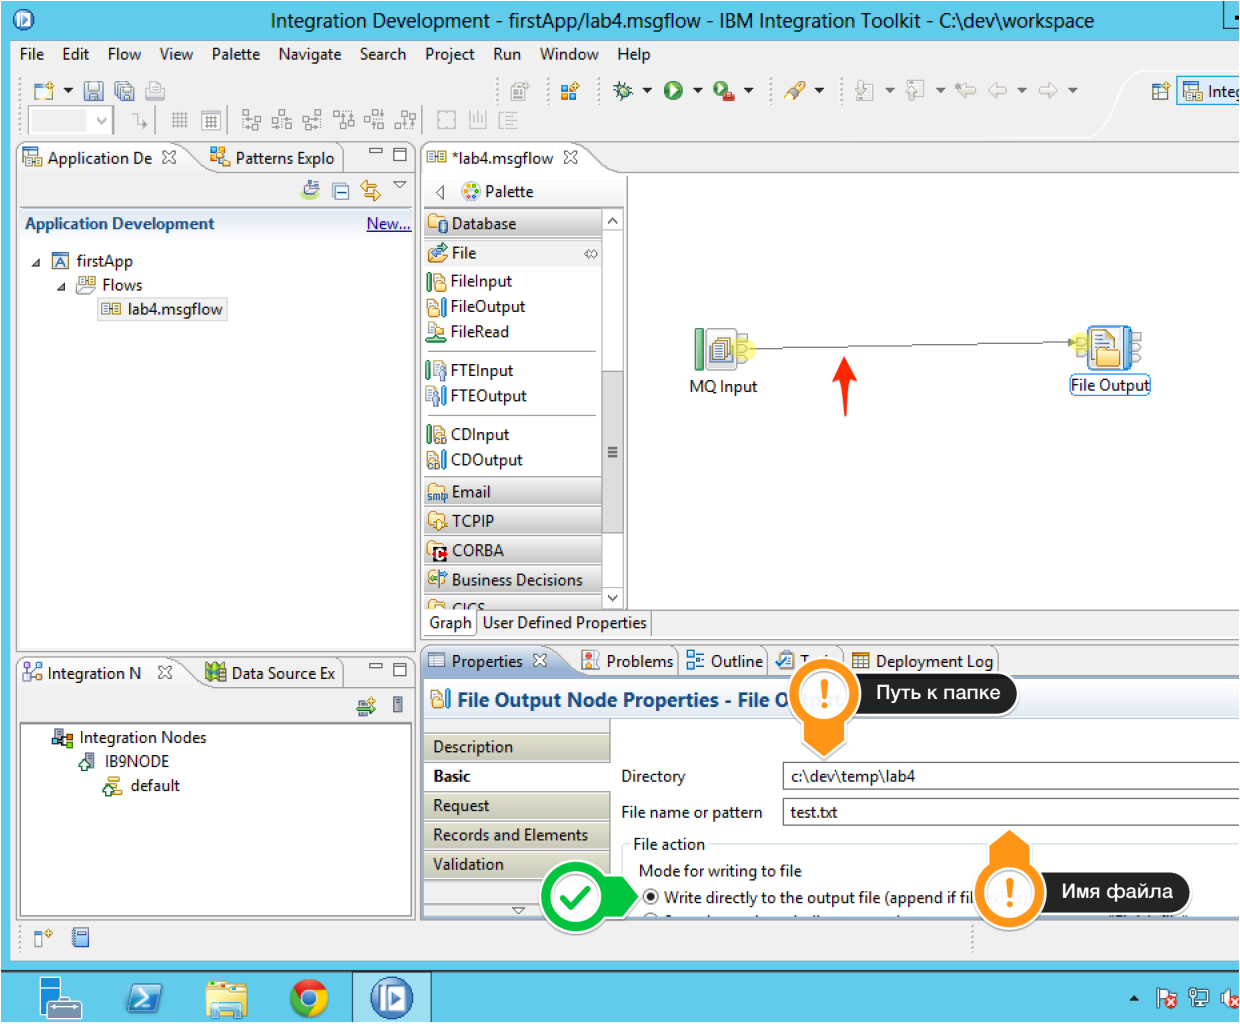 Integration Development - firstApp/lab4.msgflow - IBM Integration Toolkit - C:\dev\workspace
File Edit Flow View Palette Navigate Search Project Run Window Help
Integ
Application De
Patterns Explo
Application Development
New...
firstApp
Flows
lab4.msgflow
*lab4.msgflow
Palette
Database
File
FileInput
FileOutput
FileRead
FTEInput
FTEOutput
CDInput
CDOutput
Email
TCPIP
CORBA
Business Decisions
CICS
MQ Input
File Output
Graph
User Defined Properties
Integration N
Data Source Ex
Integration Nodes
IB9NODE
default
Properties
Problems
Outline
Deployment Log
File Output Node Properties - File O
Путь к папке
Description
Basic
Request
Records and Elements
Validation
Directory
c:\dev\temp\lab4
File name or pattern
test.txt
File action
Mode for writing to file
Write directly to the output file (append if fil
Имя файла